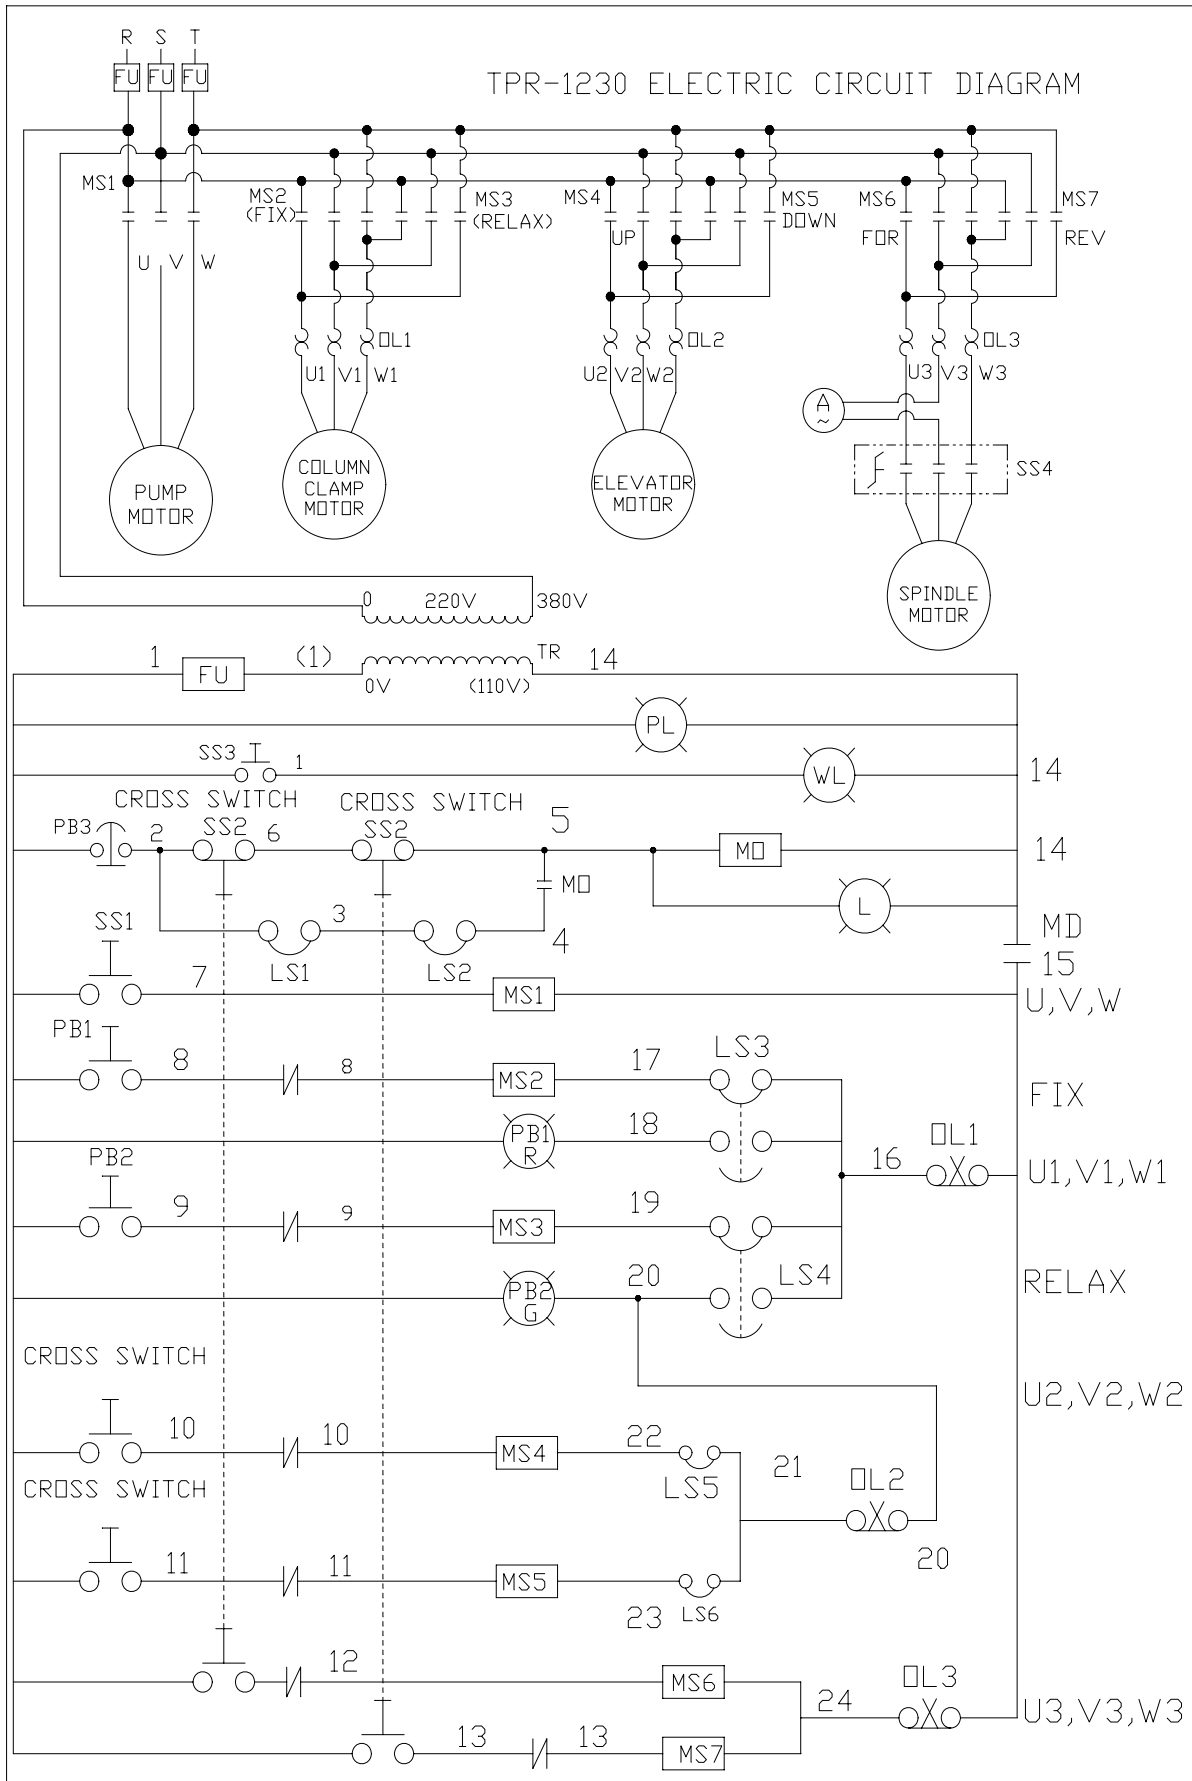 R S T
FU FU FU
TPR-1230 ELECTRIC CIRCUIT DIAGRAM
MS1
MS2
(FIX)
MS3
(RELAX)
MS4
UP
MS5
DOWN
MS6
FOR
MS7
REV
U V W
OL1
OL2
OL3
U1 V1 W1
U2 V2 W2
U3 V3 W3
A
~
SS4
PUMP
MOTOR
COLUMN
CLAMP
MOTOR
ELEVATOR
MOTOR
SPINDLE
MOTOR
0 220V 380V
1 FU (1) TR 14
0V (110V)
PL
SS3 1 WL 14
CROSS SWITCH CROSS SWITCH
PB3 2 SS2 6 SS2 5 MO 14
MO
L
3 4
LS1 LS2
MD
15
SS1
7 MS1 U,V,W
PB1
8 8 MS2 17 LS3
FIX
PB1
R
18
16 OL1
U1,V1,W1
PB2
9 9 MS3 19
PB2
G
20 LS4
RELAX
CROSS SWITCH
U2,V2,W2
10 10 MS4 22
LS5
21
OL2
20
CROSS SWITCH
11 11 MS5
23 LS6
12 MS6
24 OL3
U3,V3,W3
13 13 MS7